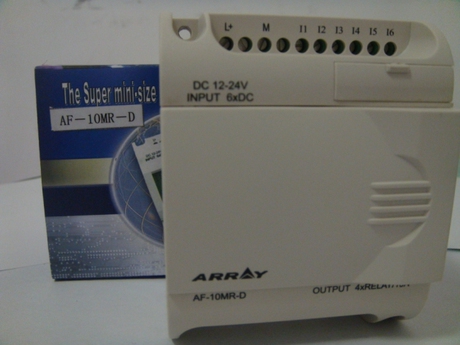 The Super mini-size
AF-10MR-D
L+ M I1 I2 I3 I4 I5 I6
DC 12-24V
INPUT 6xDC
ARRAY
AF-10MR-D
OUTPUT